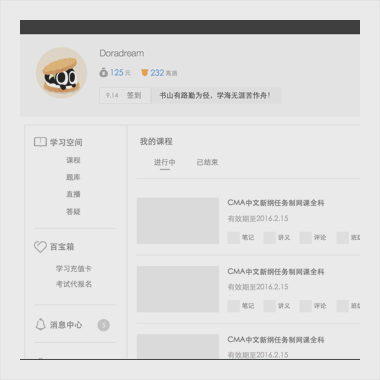 Doradream
125元 232高画
9.14 签到 书山有路勤为径，学海无涯苦作舟！
学习空间
课程
题库
直播
答疑
百宝箱
学习充值卡
考试代报名
消息中心 3
我的课程
进行中 已结束
CMA中文新纲任务制网课全科
有效期至2016.2.15
笔记 讲义 评论
CMA中文新纲任务制网课全科
有效期至2016.2.15
笔记 讲义 评论
CMA中文新纲任务制网课全科
有效期至2016.2.15